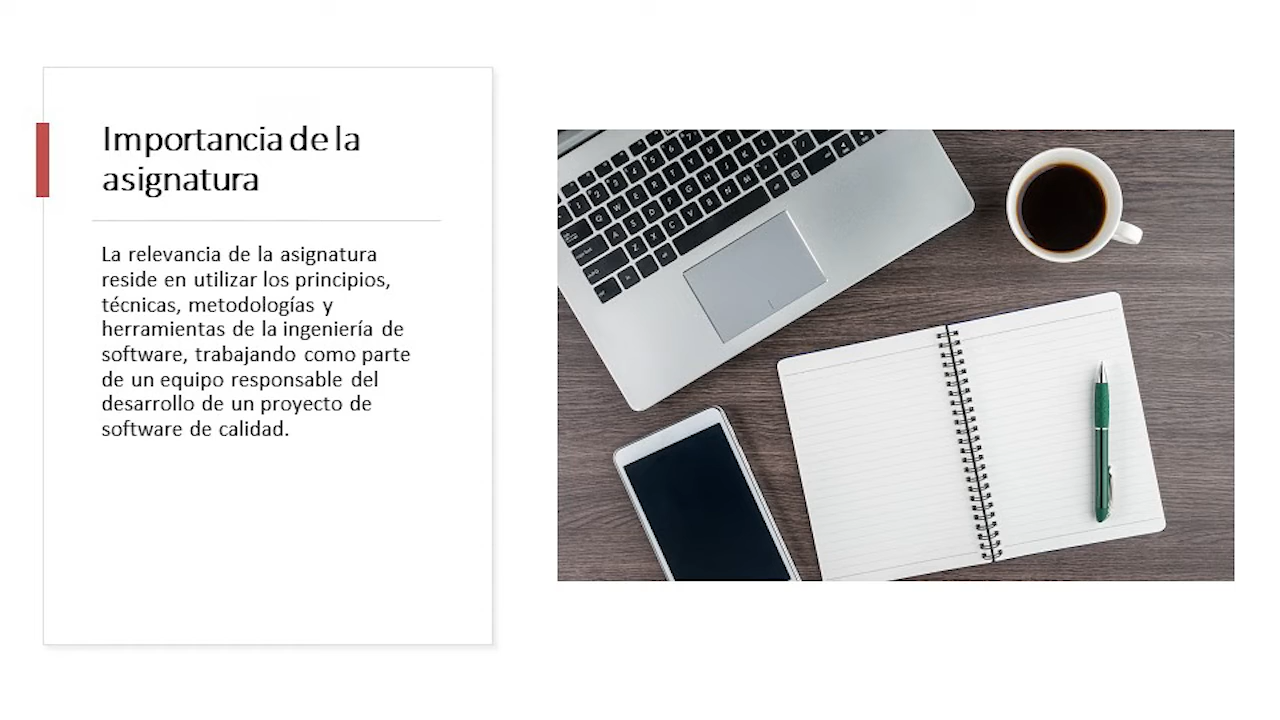 Importancia de la
asignatura
La relevancia de la asignatura
reside en utilizar los principios,
técnicas, metodologías y
herramientas de la ingeniería de
software, trabajando como parte
de un equipo responsable del
desarrollo de un proyecto de
software de calidad.